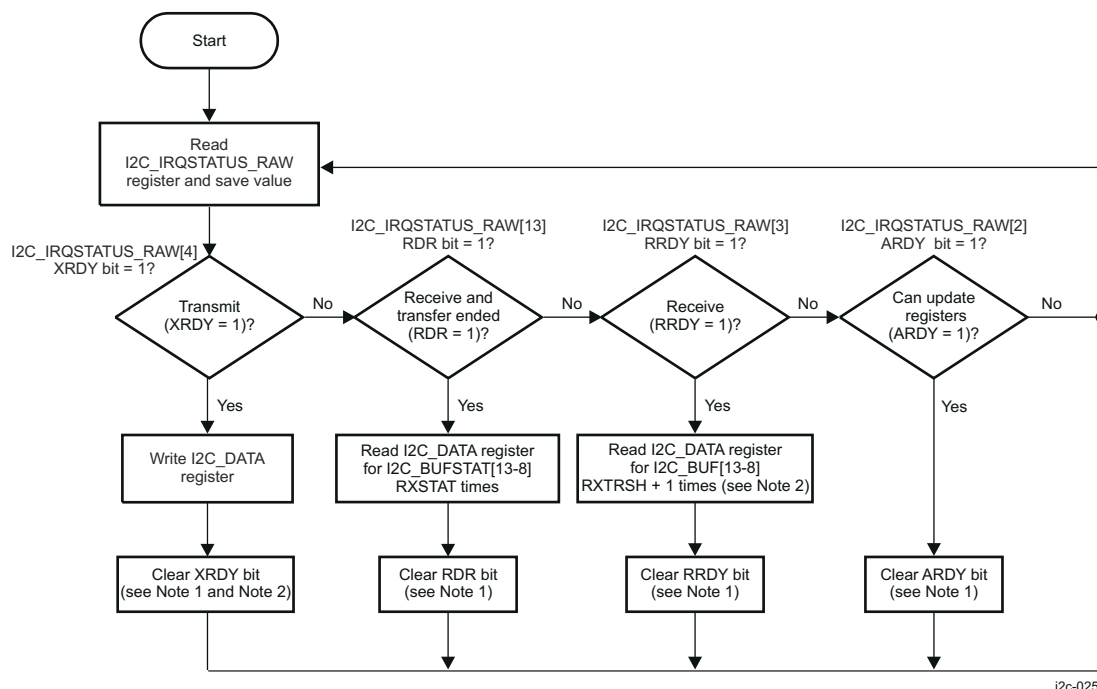 Start
Read
I2C_IRQSTATUS_RAW
register and save value
I2C_IRQSTATUS_RAW[4]
XRDY bit = 1?
Transmit
(XRDY = 1)?
No
I2C_IRQSTATUS_RAW[13]
RDR bit = 1?
Receive and
transfer ended
(RDR = 1)?
No
I2C_IRQSTATUS_RAW[3]
RRDY bit = 1?
Receive
(RRDY = 1)?
No
I2C_IRQSTATUS_RAW[2]
ARDY bit = 1?
Can update
registers
(ARDY = 1)?
No
Yes
Yes
Yes
Yes
Write I2C_DATA
register
Read I2C_DATA register
for I2C_BUFSTAT[13-8]
RXSTAT times
Read I2C_DATA register
for I2C_BUF[13-8]
RXTRSH + 1 times (see Note 2)
Clear XRDY bit
(see Note 1 and Note 2)
Clear RDR bit
(see Note 1)
Clear RRDY bit
(see Note 1)
Clear ARDY bit
(see Note 1)
i2c-025